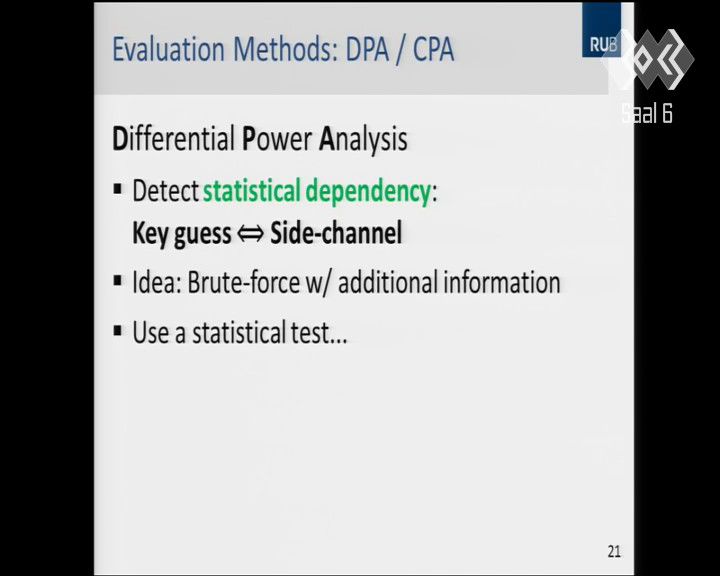 Evaluation Methods: DPA / CPA
RUB
Saal 6
Differential Power Analysis
▪ Detect statistical dependency:
Key guess ⇔ Side-channel
▪ Idea: Brute-force w/ additional information
▪ Use a statistical test...
21